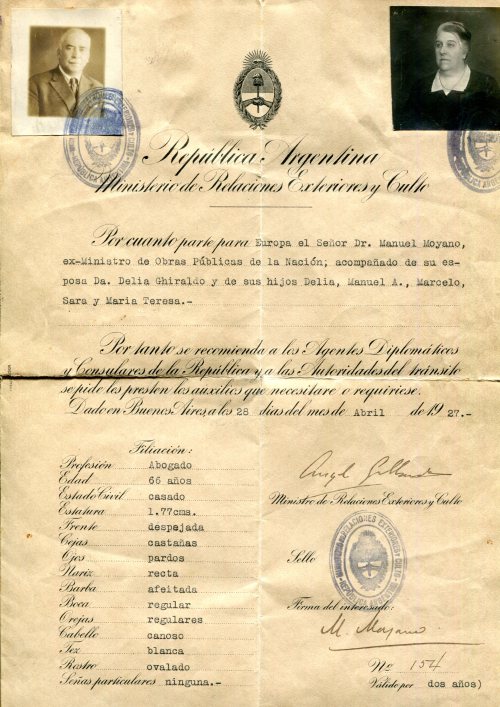 República Argentina
Ministerio de Relaciones Exteriores y Culto
Por cuanto parte para Europa el Señor Dr. Manuel Moyano,
ex-Ministro de Obras Públicas de la Nación; acompañado de su es-
posa Da. Delia Ghiraldo y de sus hijos Delia, Manuel A., Marcelo,
Sara y Maria Teresa.-
Por tanto se recomienda a los Agentes Diplomáticos
y Consulares de la República y a las Autoridades del tránsito
se pide les presten los auxilios que necesitare o requiriese.
Dado en Buenos Aires, a los 28 días del mes de Abril de 1927.-
Filiación:
Profesión Abogado
Edad 66 años
Estado Civil casado
Estatura 1.77cms.
Frente despejada
Cejas castañas
Ojos pardos
Nariz recta
Barba afeitada
Boca regular
Orejas regulares
Cabello canoso
Tez blanca
Rostro ovalado
Señas particulares ninguna.-
Ministro de Relaciones Exteriores y Culto
Sello
Firma del interesado:
M. Moyano
No 154
Válido por dos años)